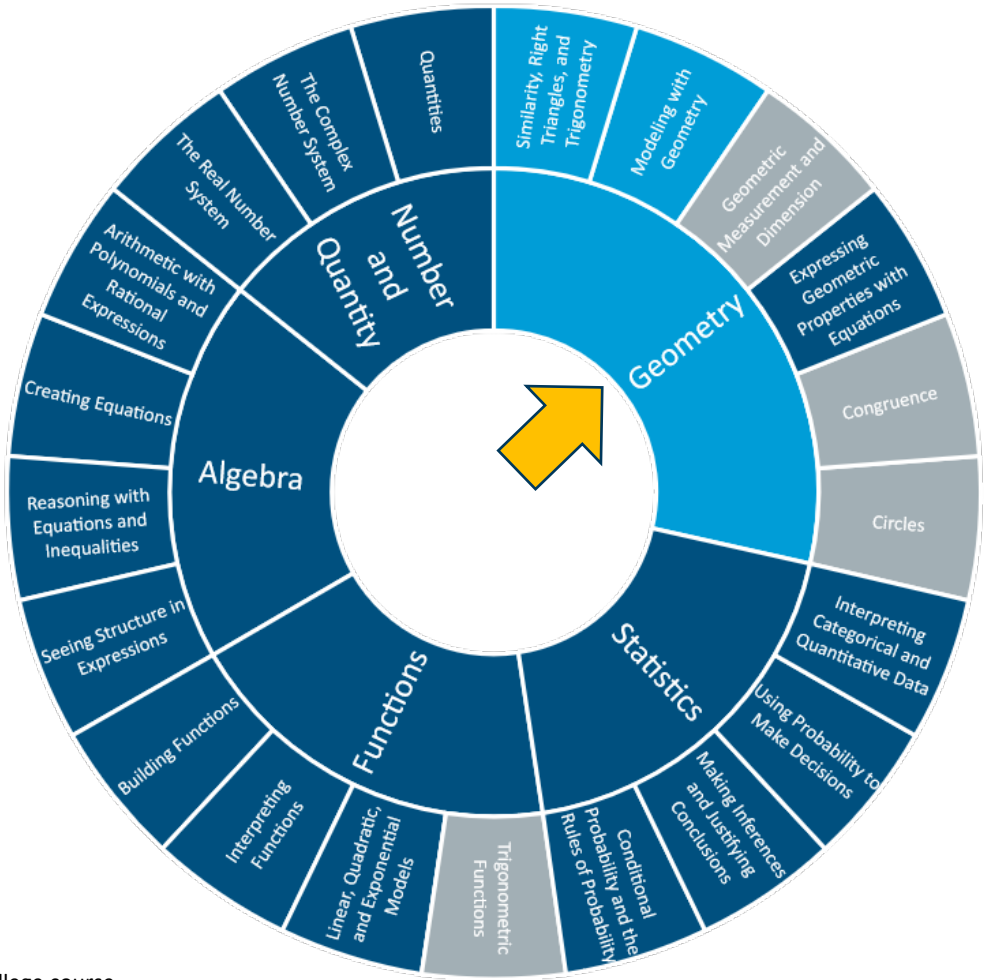 Similarity, Right
Triangles, and
Trigonometry
Modeling with
Geometry
Geometric
Measurement and
Dimension
Expressing
Geometric
Properties with
Equations
Congruence
Circles
Interpreting
Categorical and
Quantitative Data
Using Probability to
Make Decisions
Making Inferences
and Justifying
Conclusions
Conditional
Probability and the
Rules of Probability
Trigonometric
Functions
Linear, Quadratic,
and Exponential
Models
Interpreting
Functions
Building Functions
Seeing Structure in
Expressions
Reasoning with
Equations and
Inequalities
Creating Equations
Arithmetic with
Polynomials and
Rational
Expressions
The Real Number
System
The Complex
Number System
Quantities
Number
and
Quantity
Geometry
Statistics
Functions
Algebra
course